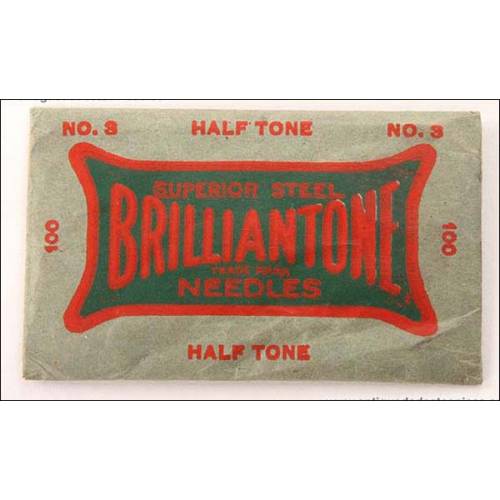 NO. 3 HALF TONE NO. 3
SUPERIOR STEEL
100 BRILLIANTONE 100
TRADE MARK
NEEDLES
HALF TONE